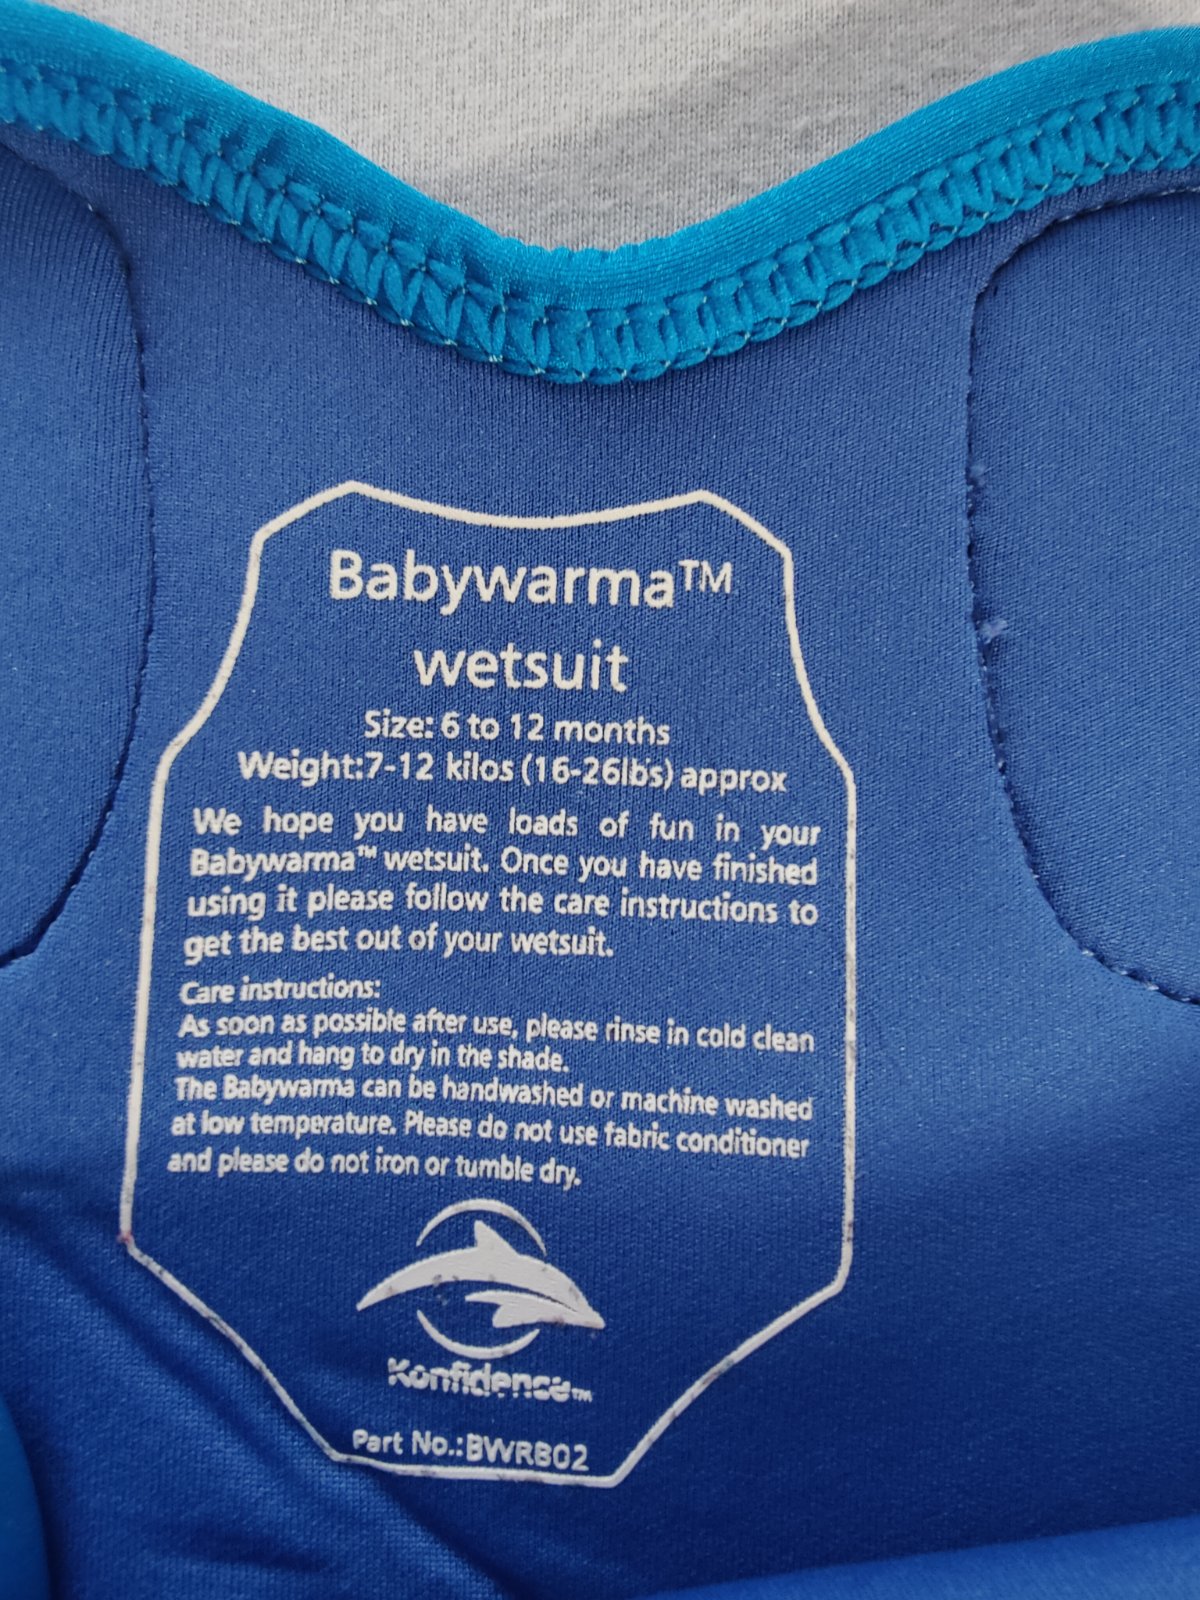 Babywarma™
wetsuit
Size: 6 to 12 months
Weight:7-12 kilos (16-26lbs) approx
We hope you have loads of fun in your
Babywarma™ wetsuit. Once you have finished
using it please follow the care instructions to
get the best out of your wetsuit.
Care instructions:
As soon as possible after use, please rinse in cold clean
water and hang to dry in the shade.
The Babywarma can be handwashed or machine washed
at low temperature. Please do not use fabric conditioner
and please do not iron or tumble dry.
Konfidence™
Part No.:BWRB02